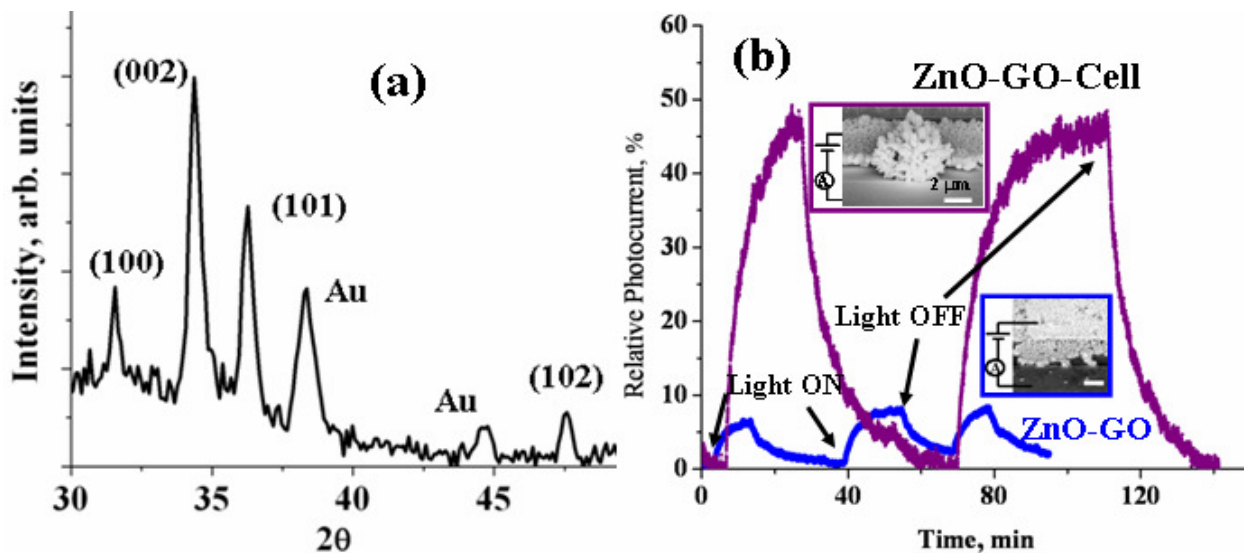 (a)
(002)
(101)
(100)
Au
Au
(102)
Intensity, arb. units
30
35
40
45
2θ
(b)
ZnO-GO-Cell
60
50
40
30
20
10
0
Relative Photocurrent, %
A
2 μm
Light OFF
Light ON
A
ZnO-GO
0
40
80
120
Time, min